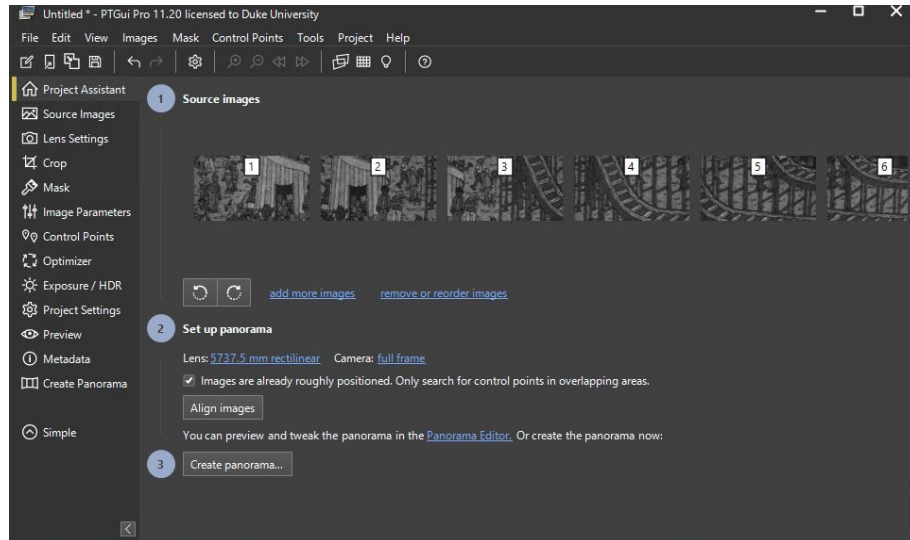 Untitled * - PTGui Pro 11.20 licensed to Duke University
File Edit View Images Mask Control Points Tools Project Help
Project Assistant
Source Images
Lens Settings
Crop
Mask
Image Parameters
Control Points
Optimizer
Exposure / HDR
Project Settings
Preview
Metadata
Create Panorama
Simple
1 Source images
1 2 3 4 5 6
add more images remove or reorder images
2 Set up panorama
Lens: 5737.5 mm rectilinear Camera: full frame
Images are already roughly positioned. Only search for control points in overlapping areas.
Align images
You can preview and tweak the panorama in the Panorama Editor. Or create the panorama now:
3 Create panorama...